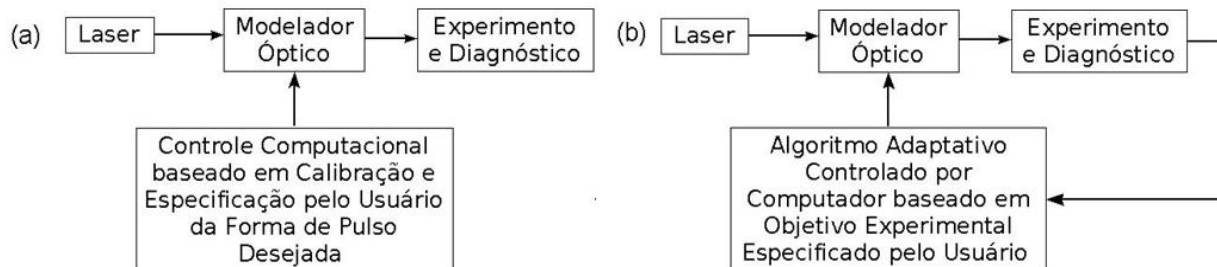 (a)
Laser
Modelador
Óptico
Experimento
e Diagnóstico
Controle Computacional
baseado em Calibração e
Especificação pelo Usuário
da Forma de Pulso
Desejada
(b)
Laser
Modelador
Óptico
Experimento
e Diagnóstico
Algoritmo Adaptativo
Controlado por
Computador baseado em
Objetivo Experimental
Especificado pelo Usuário